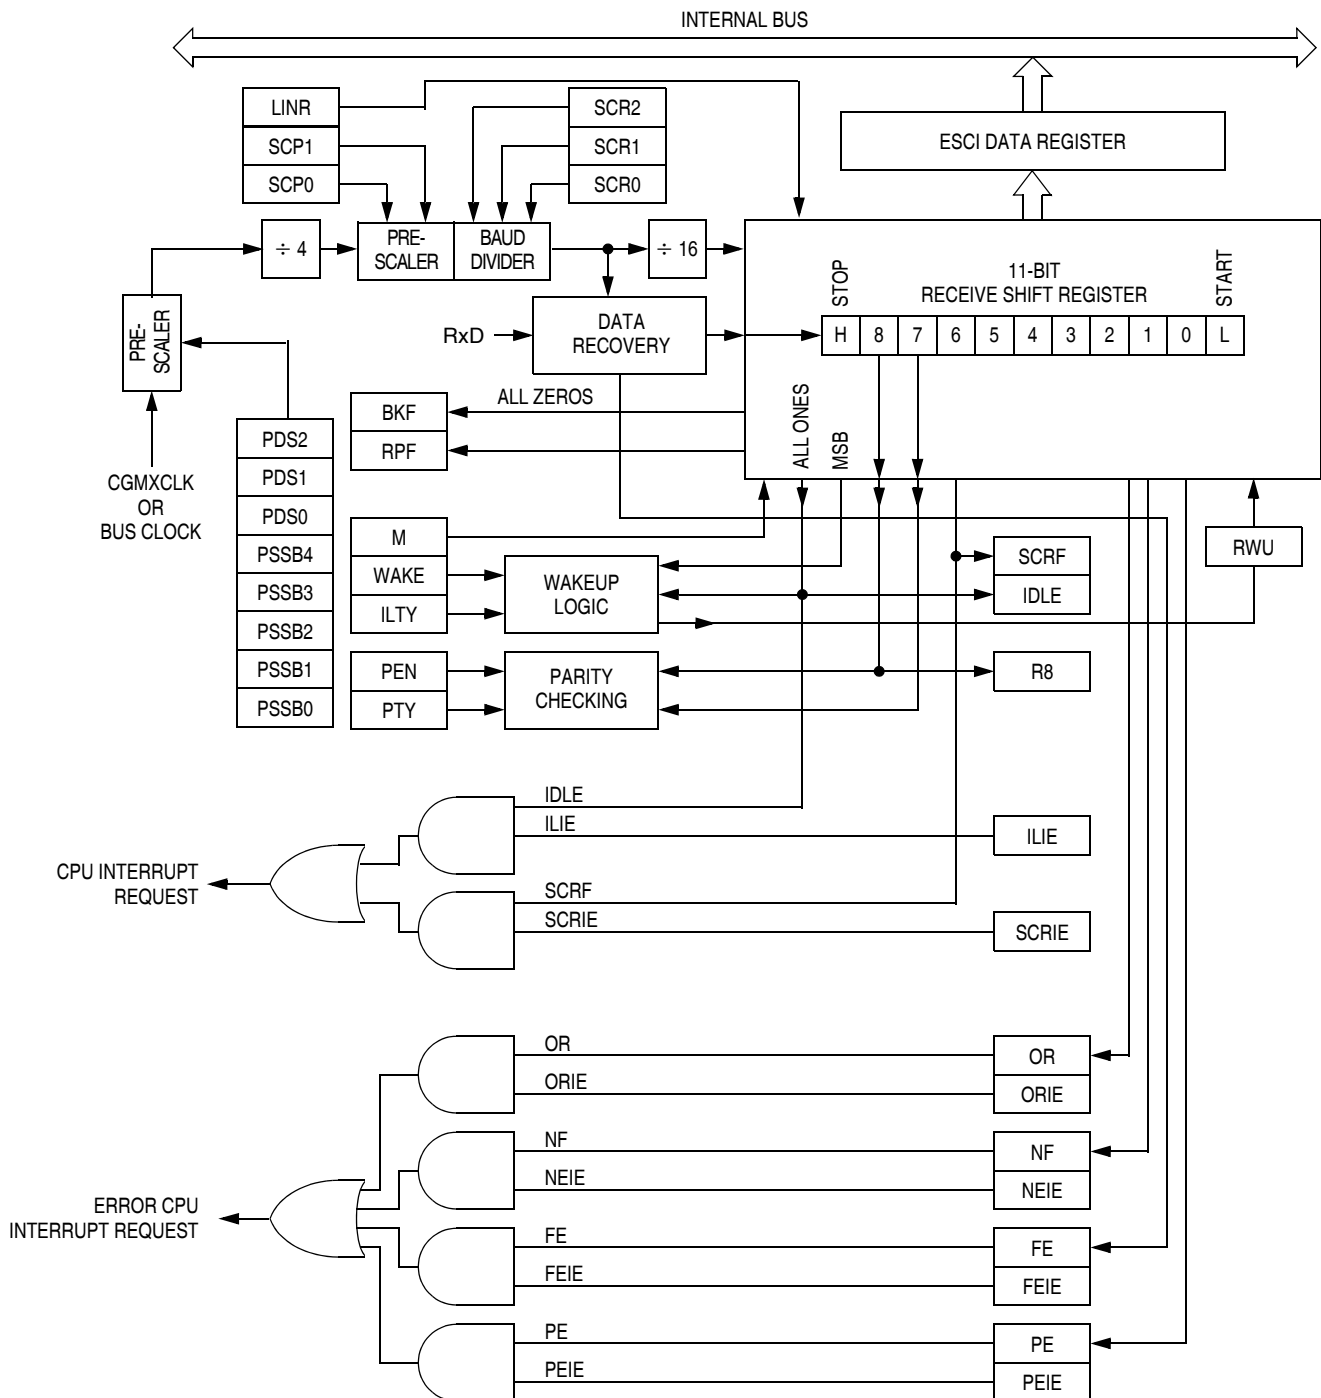 INTERNAL BUS
LINR
SCP1
SCP0
SCR2
SCR1
SCR0
ESCI DATA REGISTER
÷ 4
PRE-
SCALER
BAUD
DIVIDER
÷ 16
PRE-
SCALER
RxD
DATA
RECOVERY
STOP
11-BIT
RECEIVE SHIFT REGISTER
START
H 8 7 6 5 4 3 2 1 0 L
ALL ONES
MSB
ALL ZEROS
BKF
RPF
CGMXCLK
OR
BUS CLOCK
PDS2
PDS1
PDS0
PSSB4
PSSB3
PSSB2
PSSB1
PSSB0
M
WAKE
ILTY
WAKEUP
LOGIC
SCRF
IDLE
RWU
PEN
PTY
PARITY
CHECKING
R8
IDLE
ILIE
ILIE
CPU INTERRUPT
REQUEST
SCRF
SCRIE
SCRIE
OR
ORIE
OR
ORIE
NF
NEIE
NF
NEIE
ERROR CPU
INTERRUPT REQUEST
FE
FEIE
FE
FEIE
PE
PEIE
PE
PEIE